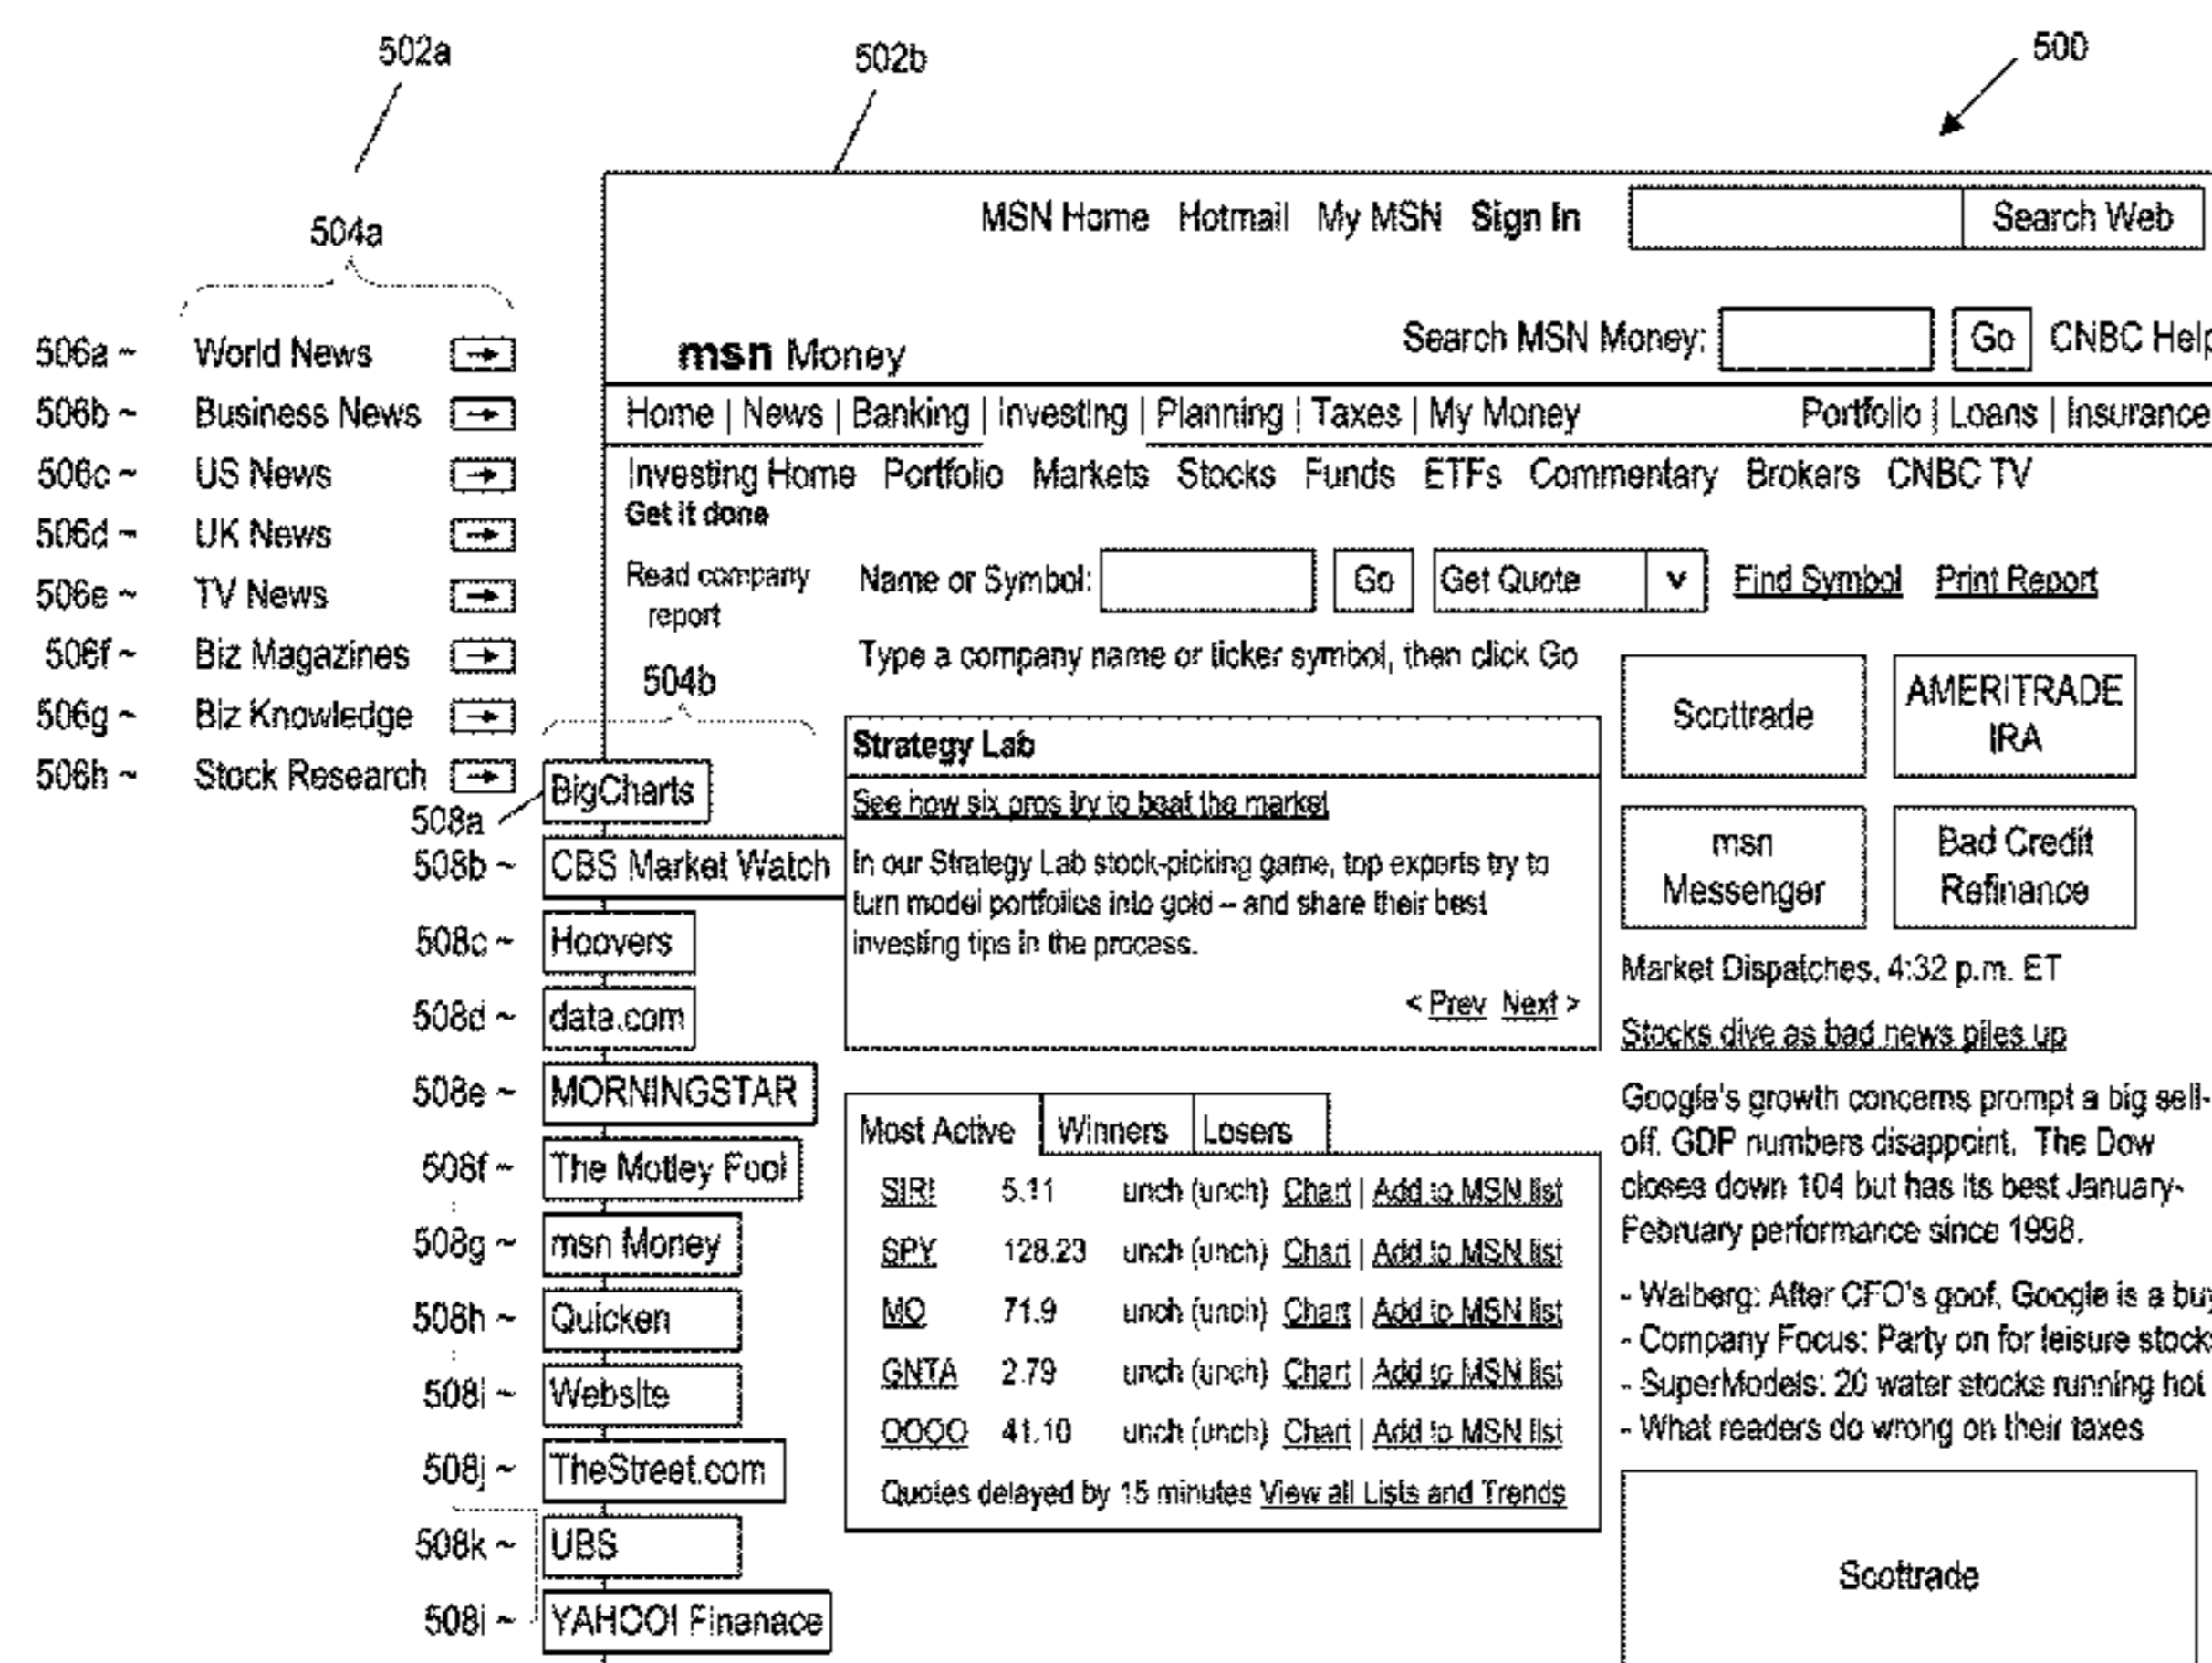 502a
502b
500
504a
MSN Home Hotmail My MSN Sign In
Search Web
msn Money
Search MSN Money:
Go
CNBC Help
506a ~ World News
506b ~ Business News
506c ~ US News
506d ~ UK News
506e ~ TV News
506f ~ Biz Magazines
506g ~ Biz Knowledge
506h ~ Stock Research
Home | News | Banking | Investing | Planning | Taxes | My Money
Portfolio | Loans | Insurance
Investing Home Portfolio Markets Stocks Funds ETFs Commentary Brokers CNBC TV
Get it done
Read company
report
Name or Symbol:
Go
Get Quote
v
Find Symbol Print Report
Type a company name or ticker symbol, then click Go
504b
508a BigCharts
508b ~ CBS Market Watch
508c ~ Hoovers
508d ~ data.com
508e ~ MORNINGSTAR
508f ~ The Motley Fool
508g ~ msn Money
508h ~ Quicken
508i ~ Website
508j ~ TheStreet.com
508k ~ UBS
508l ~ YAHOO! Finanace
Strategy Lab
See how six pros try to beat the market
In our Strategy Lab stock-picking game, top experts try to
turn model portfolios into gold – and share their best
investing tips in the process.
< Prev Next >
Most Active Winners Losers
SIRI 5.11 unch (unch) Chart | Add to MSN list
SPY 128.23 unch (unch) Chart | Add to MSN list
MO 71.9 unch (unch) Chart | Add to MSN list
GNTA 2.79 unch (unch) Chart | Add to MSN list
QQQQ 41.10 unch (unch) Chart | Add to MSN list
Quotes delayed by 15 minutes View all Lists and Trends
Scottrade
AMERITRADE
IRA
msn
Messenger
Bad Credit
Refinance
Market Dispatches, 4:32 p.m. ET
Stocks dive as bad news piles up
Google's growth concerns prompt a big sell-
off. GDP numbers disappoint. The Dow
closes down 104 but has its best January-
February performance since 1998.
- Walberg: After CFO's goof, Google is a buy
- Company Focus: Party on for leisure stocks
- SuperModels: 20 water stocks running hot
- What readers do wrong on their taxes
Scottrade